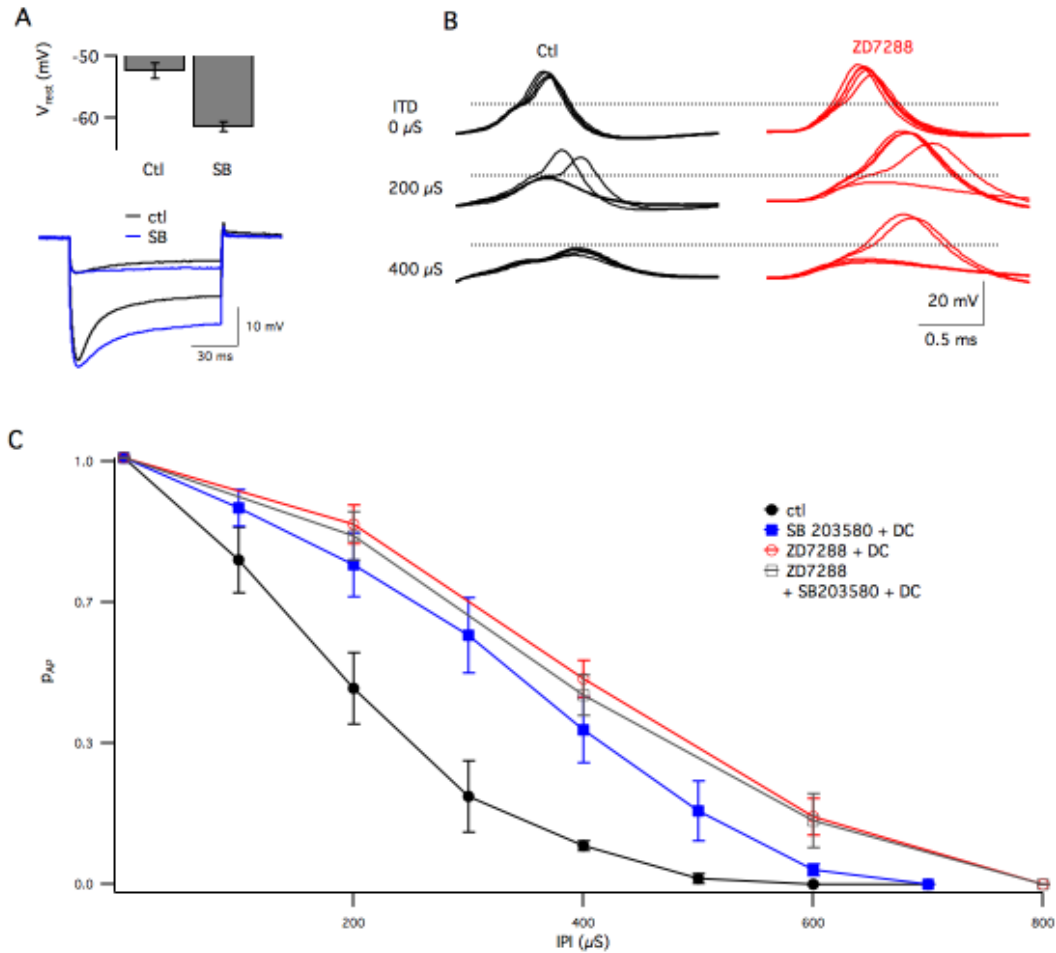 A
-50
-60
V_rest (mV)
Ctl SB
ctl
SB
10 mV
30 ms
B
Ctl ZD7288
ITD
0 µS
200 µS
400 µS
20 mV
0.5 ms
C
1.0
0.7
0.3
0.0
p_AP
ctl
SB 203580 + DC
ZD7288 + DC
ZD7288
+ SB203580 + DC
200 400 600 800
IPI (µS)